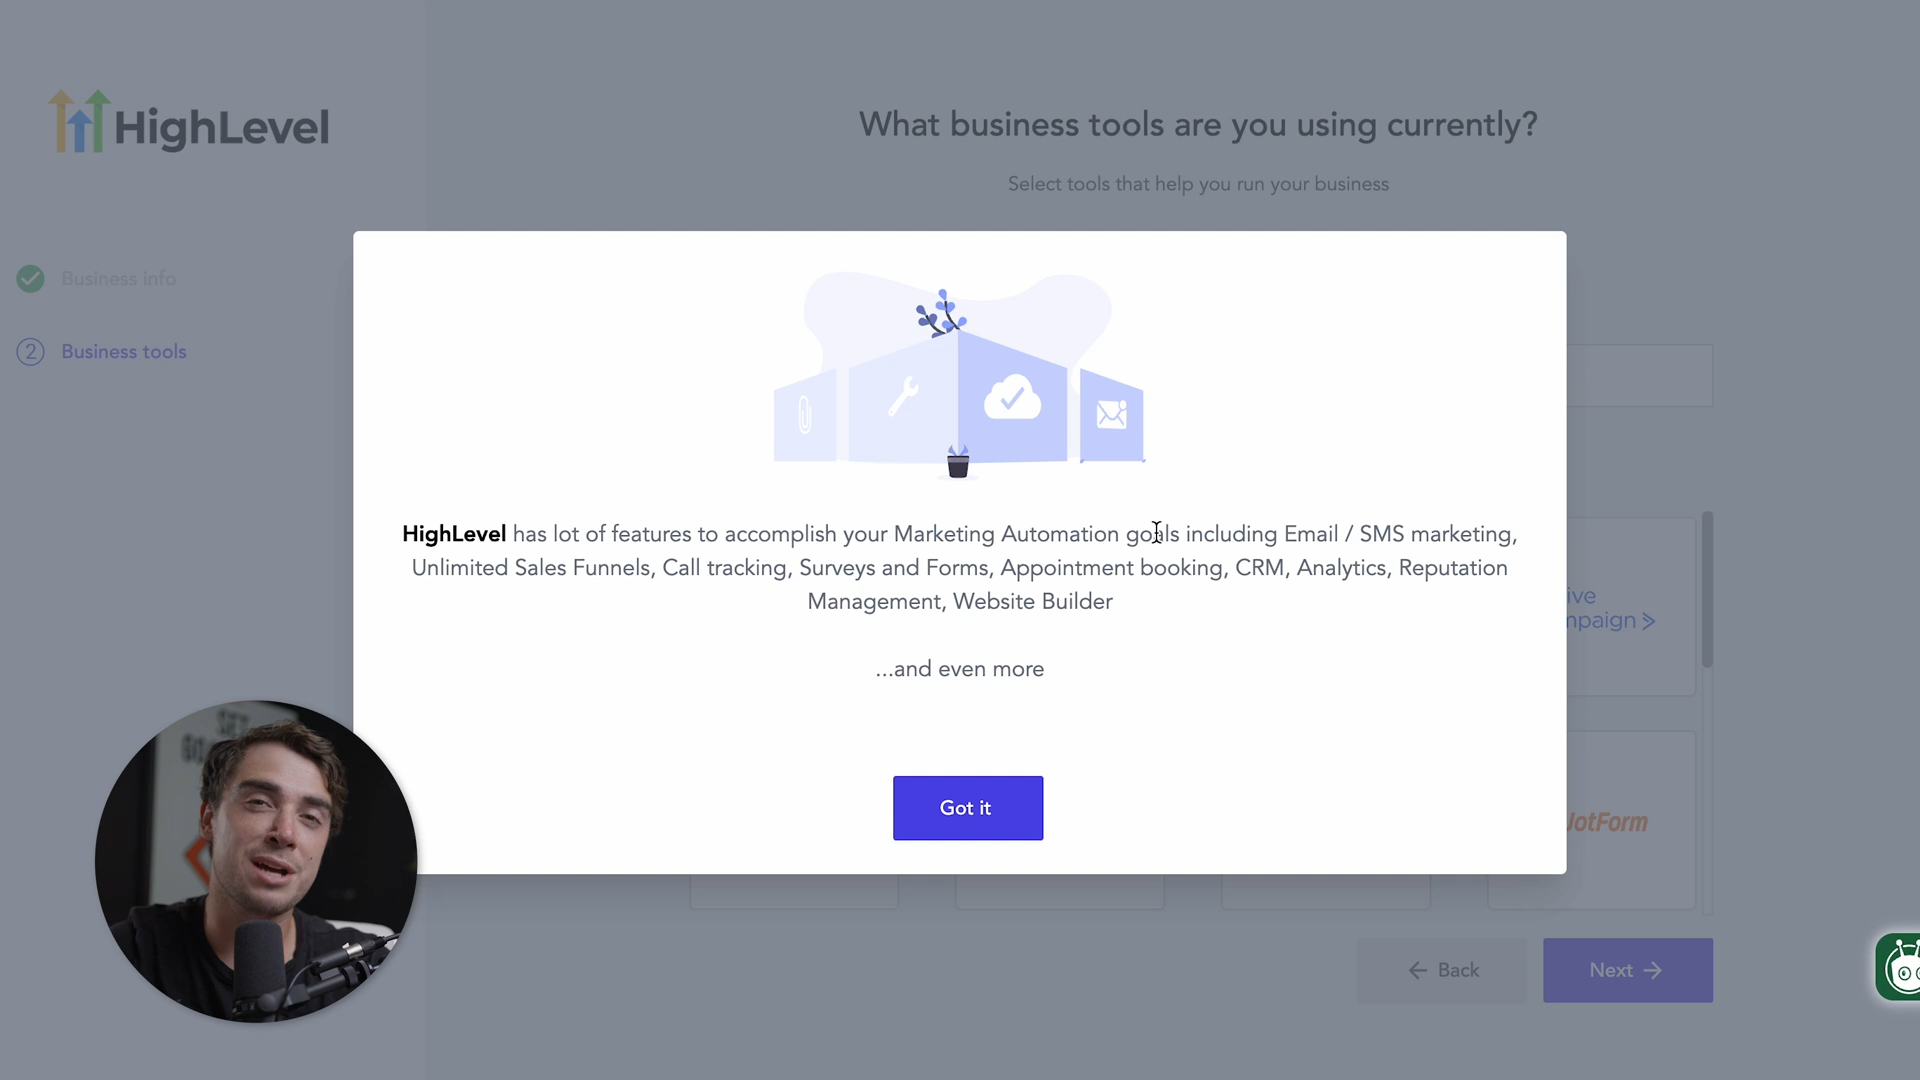 HighLevel
What business tools are you using currently?
Select tools that help you run your business
Business info
2 Business tools
HighLevel has lot of features to accomplish your Marketing Automation goals including Email / SMS marketing,
Unlimited Sales Funnels, Call tracking, Surveys and Forms, Appointment booking, CRM, Analytics, Reputation
Management, Website Builder
...and even more
Got it
ive
mpaign >
JotForm
← Back
Next →